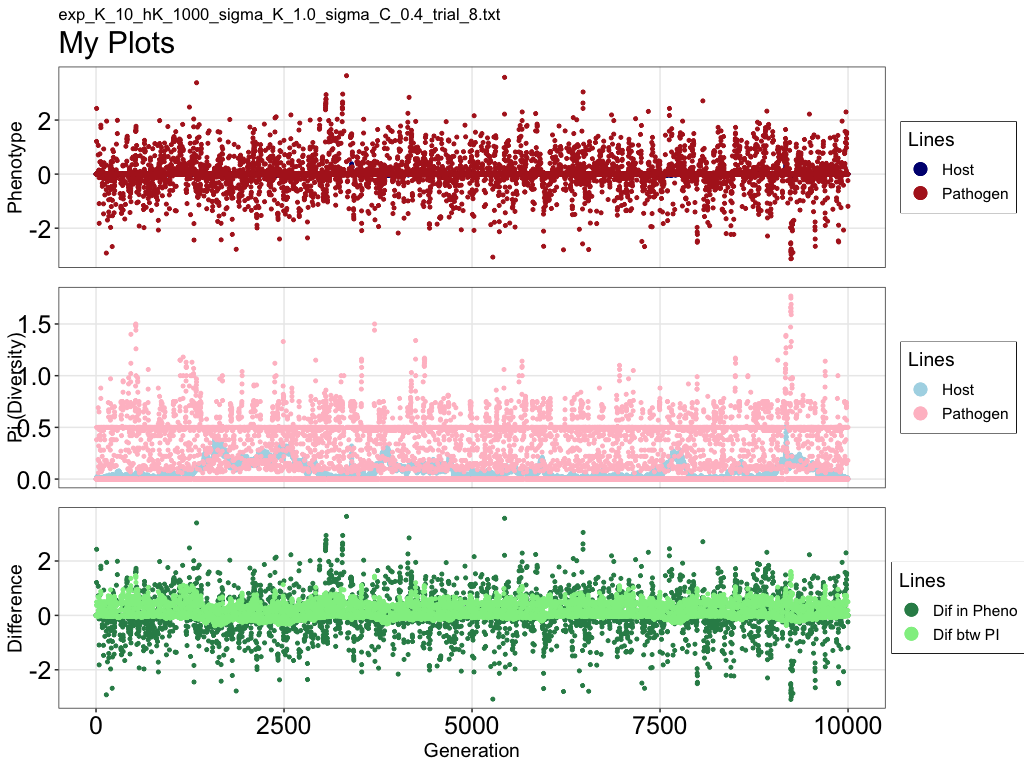 exp_K_10_hK_1000_sigma_K_1.0_sigma_C_0.4_trial_8.txt
My Plots
Phenotype
2
0
-2
Lines
Host
Pathogen
Pi (Diversity)
1.5
1.0
0.5
0.0
Lines
Host
Pathogen
Difference
2
0
-2
Lines
Dif in Pheno
Dif btw PI
0 2500 5000 7500 10000
Generation